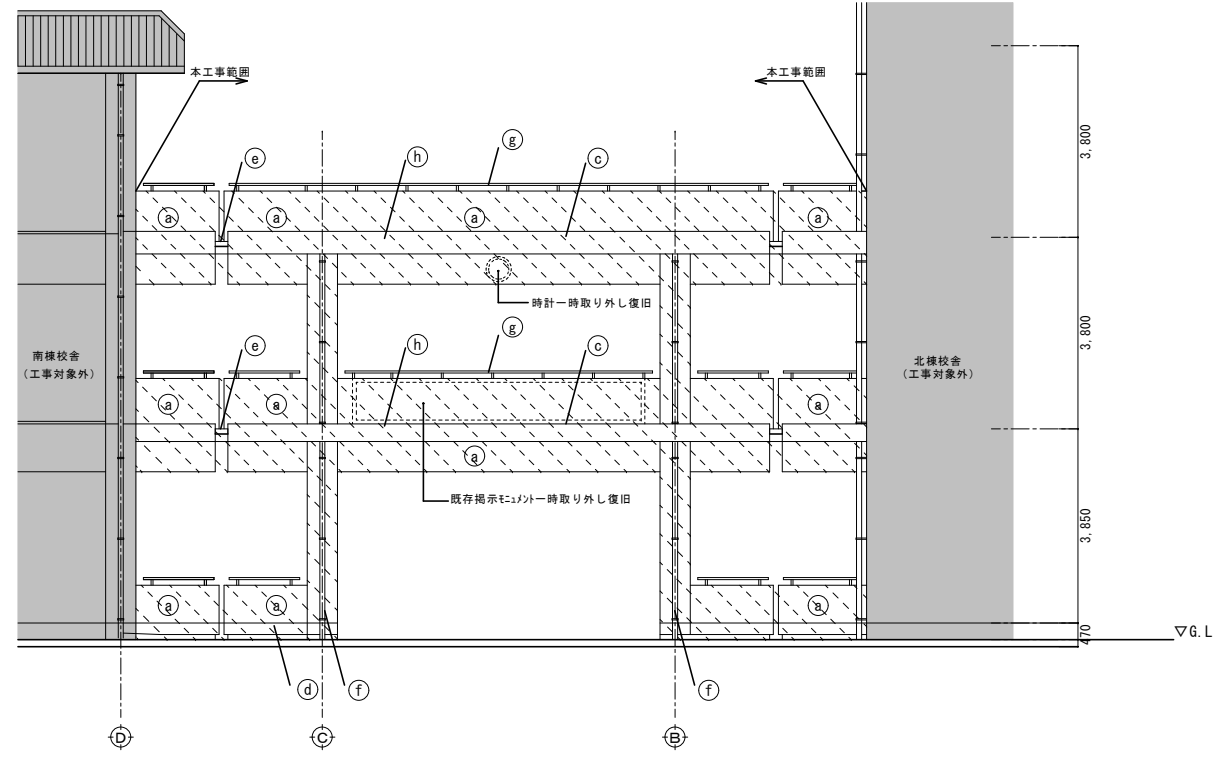 本工事範囲
本工事範囲
3,800
g
e
h
c
a
a
a
a
時計一時取り外し復旧
g
e
h
c
3,800
南棟校舎
(工事対象外)
北棟校舎
(工事対象外)
a
a
a
a
既存掲示モニュメント一時取り外し復旧
3,850
a
a
a
470
▽G.L
d
f
f
D
C
B